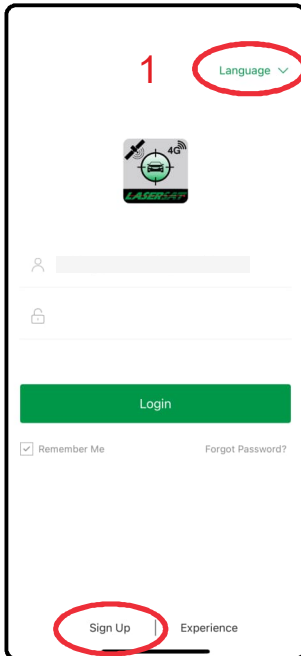 1
Language
4G
LASERSAT
Login
Remember Me
Forgot Password?
Sign Up
Experience